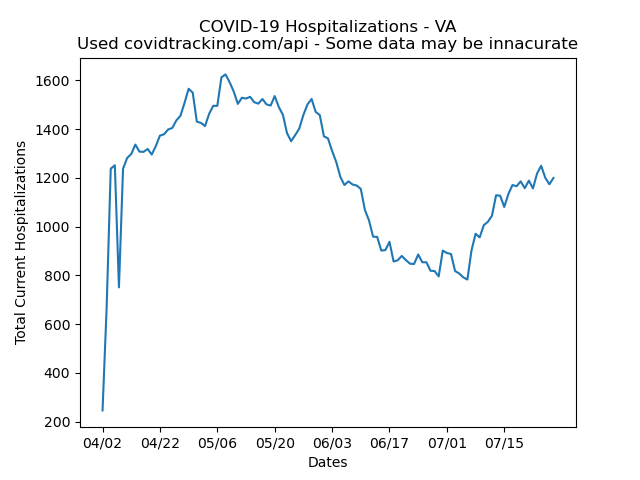 COVID-19 Hospitalizations - VA
Used covidtracking.com/api - Some data may be innacurate
1600
1400
1200
1000
800
600
400
200
Total Current Hospitalizations
04/02 04/22 05/06 05/20 06/03 06/17 07/01 07/15
Dates